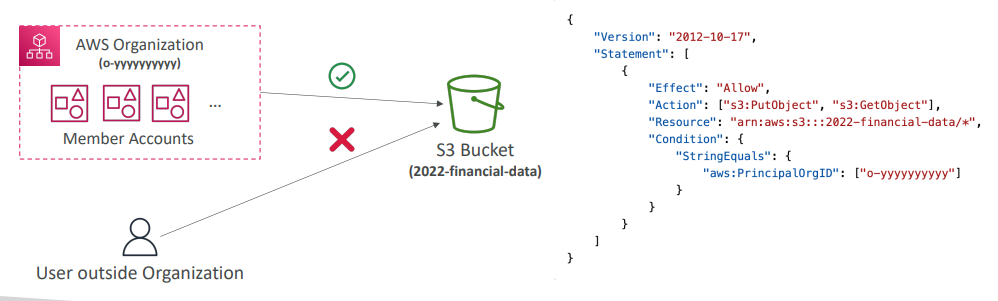 AWS Organization
(o-yyyyyyyyy)
...
Member Accounts
S3 Bucket
(2022-financial-data)
User outside Organization
{
    "Version": "2012-10-17",
    "Statement": [
        {
            "Effect": "Allow",
            "Action": ["s3:PutObject", "s3:GetObject"],
            "Resource": "arn:aws:s3:::2022-financial-data/*",
            "Condition": {
                "StringEquals": {
                    "aws:PrincipalOrgID": ["o-yyyyyyyyyy"]
                }
            }
        }
    ]
}